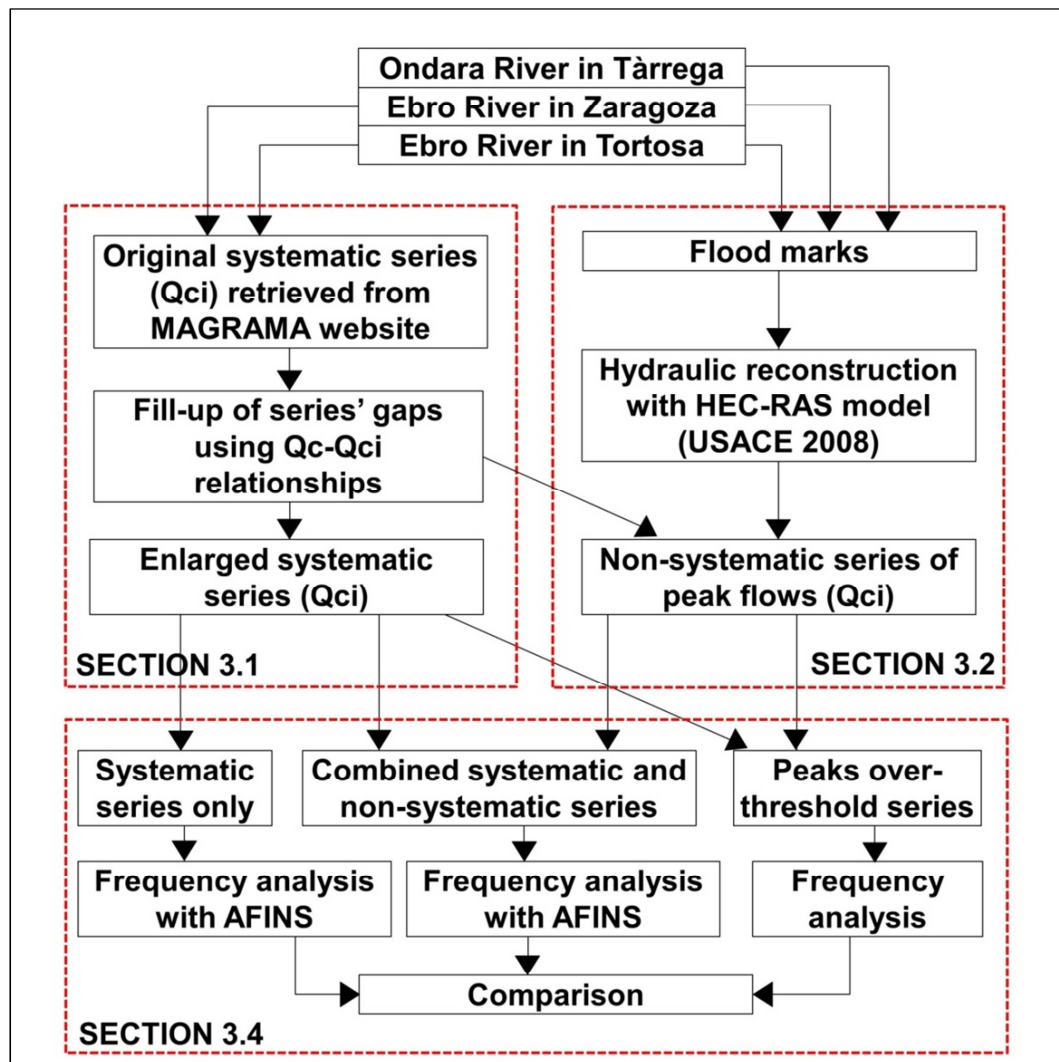 Ondara River in Tàrrega
Ebro River in Zaragoza
Ebro River in Tortosa
Original systematic series
(Qci) retrieved from
MAGRAMA website
Fill-up of series’ gaps
using Qc-Qci
relationships
Enlarged systematic
series (Qci)
SECTION 3.1
Flood marks
Hydraulic reconstruction
with HEC-RAS model
(USACE 2008)
Non-systematic series of
peak flows (Qci)
SECTION 3.2
Systematic
series only
Combined systematic and
non-systematic series
Peaks over-
threshold series
Frequency analysis
with AFINS
Frequency analysis
with AFINS
Frequency
analysis
Comparison
SECTION 3.4